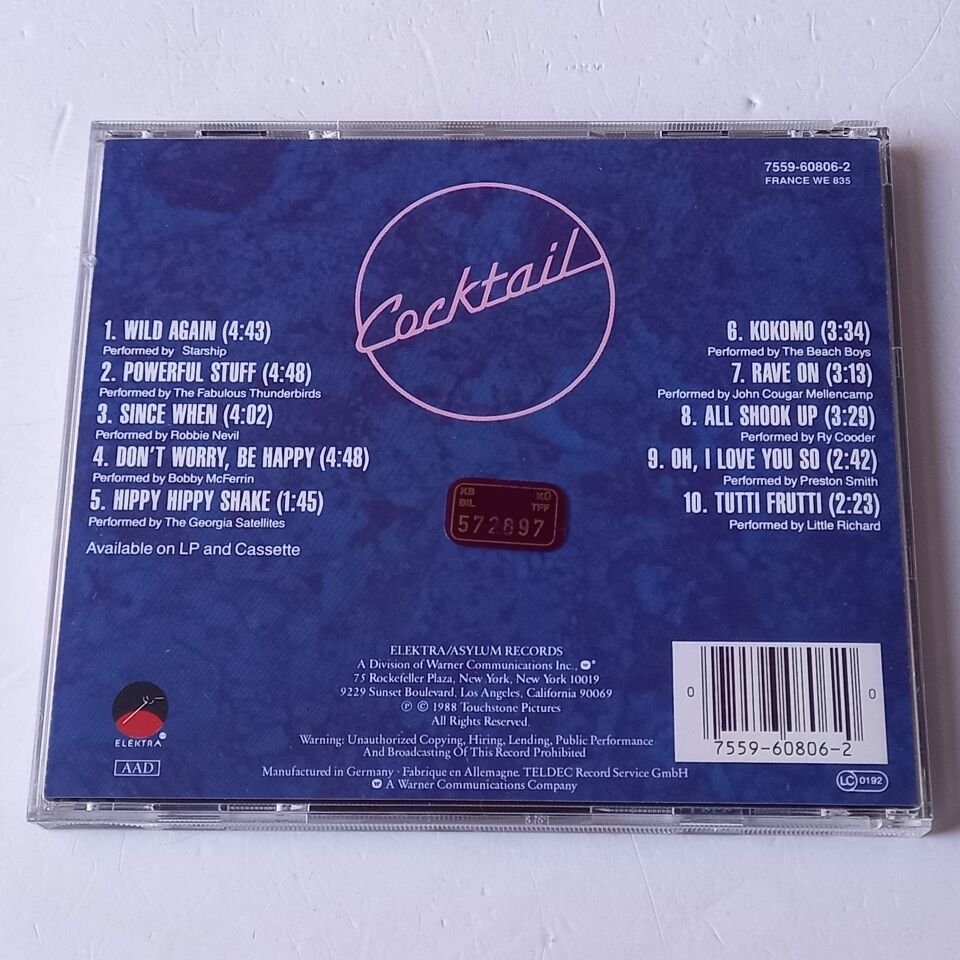 7559-60806-2
FRANCE WE 835
Cocktail
1. WILD AGAIN (4:43)
Performed by Starship
2. POWERFUL STUFF (4:48)
Performed by The Fabulous Thunderbirds
3. SINCE WHEN (4:02)
Performed by Robbie Nevil
4. DON'T WORRY, BE HAPPY (4:48)
Performed by Bobby McFerrin
5. HIPPY HIPPY SHAKE (1:45)
Performed by The Georgia Satellites
Available on LP and Cassette
6. KOKOMO (3:34)
Performed by The Beach Boys
7. RAVE ON (3:13)
Performed by John Cougar Mellencamp
8. ALL SHOOK UP (3:29)
Performed by Ry Cooder
9. OH, I LOVE YOU SO (2:42)
Performed by Preston Smith
10. TUTTI FRUTTI (2:23)
Performed by Little Richard
KB KÜ
BIL TFF
572897
ELEKTRA/ASYLUM RECORDS
A Division of Warner Communications Inc., ®
75 Rockefeller Plaza, New York, New York 10019
9229 Sunset Boulevard, Los Angeles, California 90069
℗ © 1988 Touchstone Pictures
All Rights Reserved.
Warning: Unauthorized Copying, Hiring, Lending, Public Performance
And Broadcasting Of This Record Prohibited
Manufactured in Germany · Fabriqué en Allemagne. TELDEC Record Service GmbH
A Warner Communications Company
ELEKTRA
AAD
0 0
7559-60806-2
LC 0192